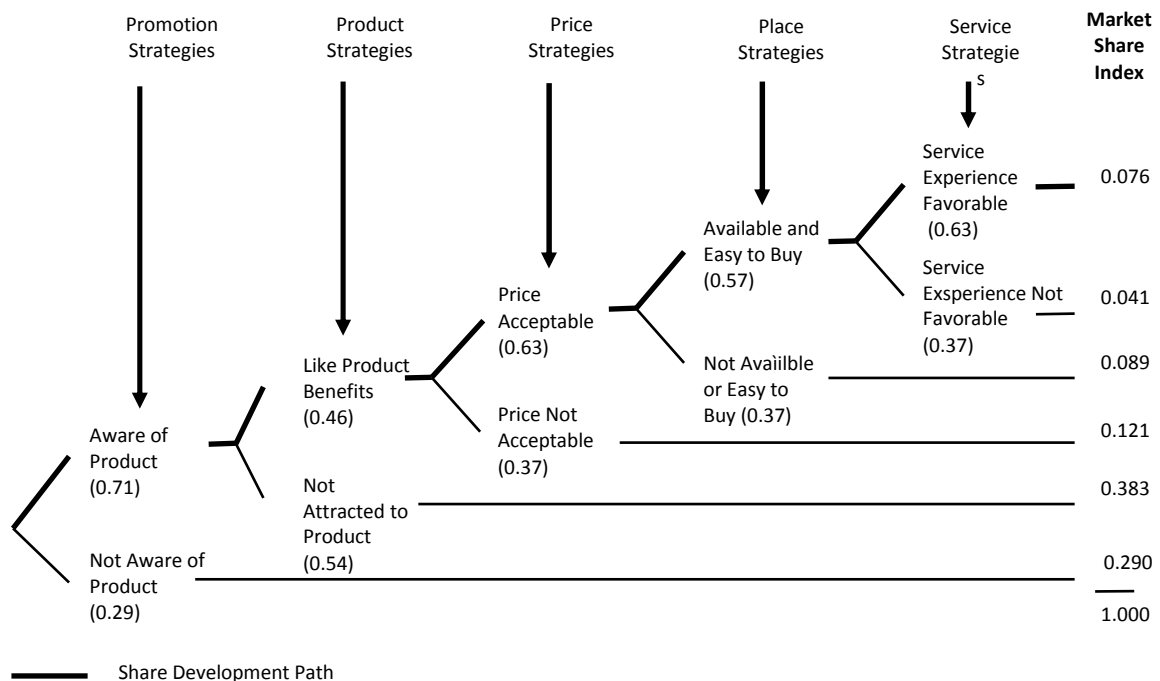 Promotion
Strategies
Product
Strategies
Price
Strategies
Place
Strategies
Service
Strategie
s
Market
Share
Index
Service
Experience
Favorable
(0.63)
0.076
Available and
Easy to Buy
(0.57)
Service
Exsperience Not
Favorable
(0.37)
0.041
Price
Acceptable
(0.63)
Not Avaìilble
or Easy to
Buy (0.37)
0.089
Like Product
Benefits
(0.46)
Price Not
Acceptable
(0.37)
0.121
Aware of
Product
(0.71)
Not
Attracted to
Product
(0.54)
0.383
Not Aware of
Product
(0.29)
0.290
1.000
Share Development Path